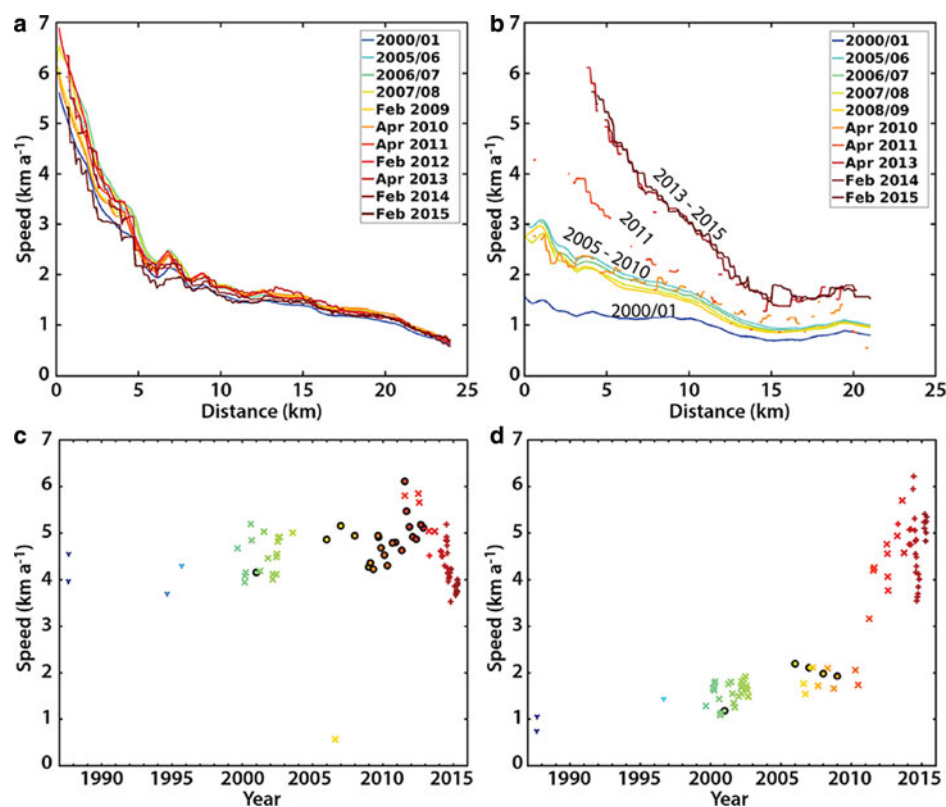 a
7
6
5
4
3
2
1
0
Speed (km a⁻¹)
0 5 10 15 20 25
Distance (km)
2000/01
2005/06
2006/07
2007/08
Feb 2009
Apr 2010
Apr 2011
Feb 2012
Apr 2013
Feb 2014
Feb 2015
b
7
6
5
4
3
2
1
0
Speed (km a⁻¹)
0 5 10 15 20 25
Distance (km)
2000/01
2005/06
2006/07
2007/08
2008/09
Apr 2010
Apr 2011
Apr 2013
Feb 2014
Feb 2015
2013 - 2015
2011
2005 - 2010
2000/01
c
7
6
5
4
3
2
1
0
Speed (km a⁻¹)
1990 1995 2000 2005 2010 2015
Year
d
7
6
5
4
3
2
1
0
Speed (km a⁻¹)
1990 1995 2000 2005 2010 2015
Year